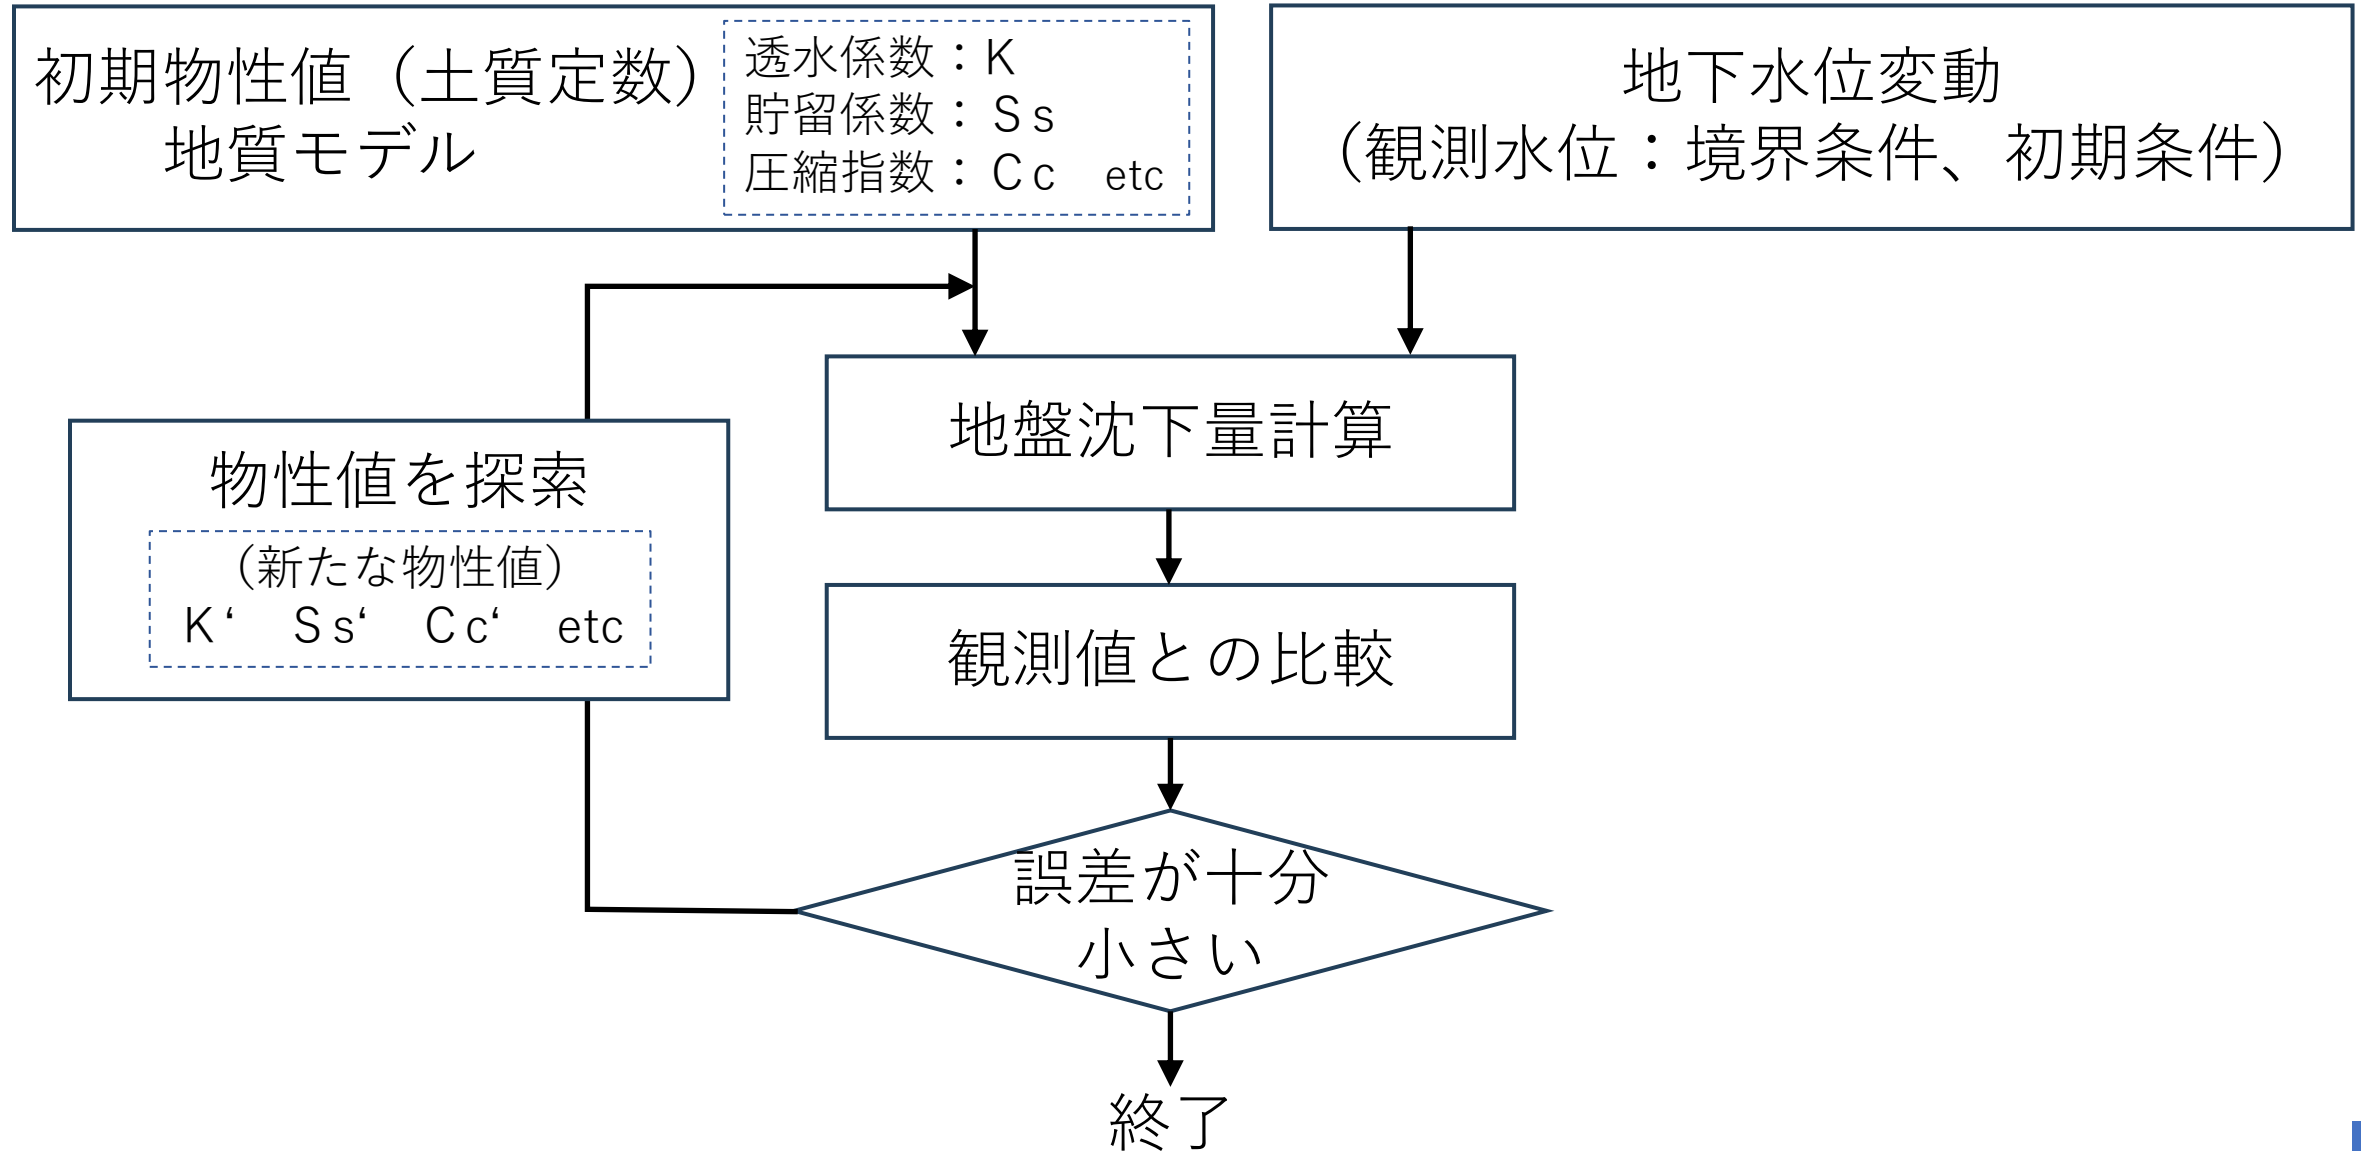 初期物性値（土質定数）
地質モデル
透水係数：K
貯留係数：Ｓs
圧縮指数：Ｃc　etc
地下水位変動
（観測水位：境界条件、初期条件）
地盤沈下量計算
物性値を探索
（新たな物性値）
K‘　Ｓs‘　Ｃc‘　etc
観測値との比較
誤差が十分
小さい
終了